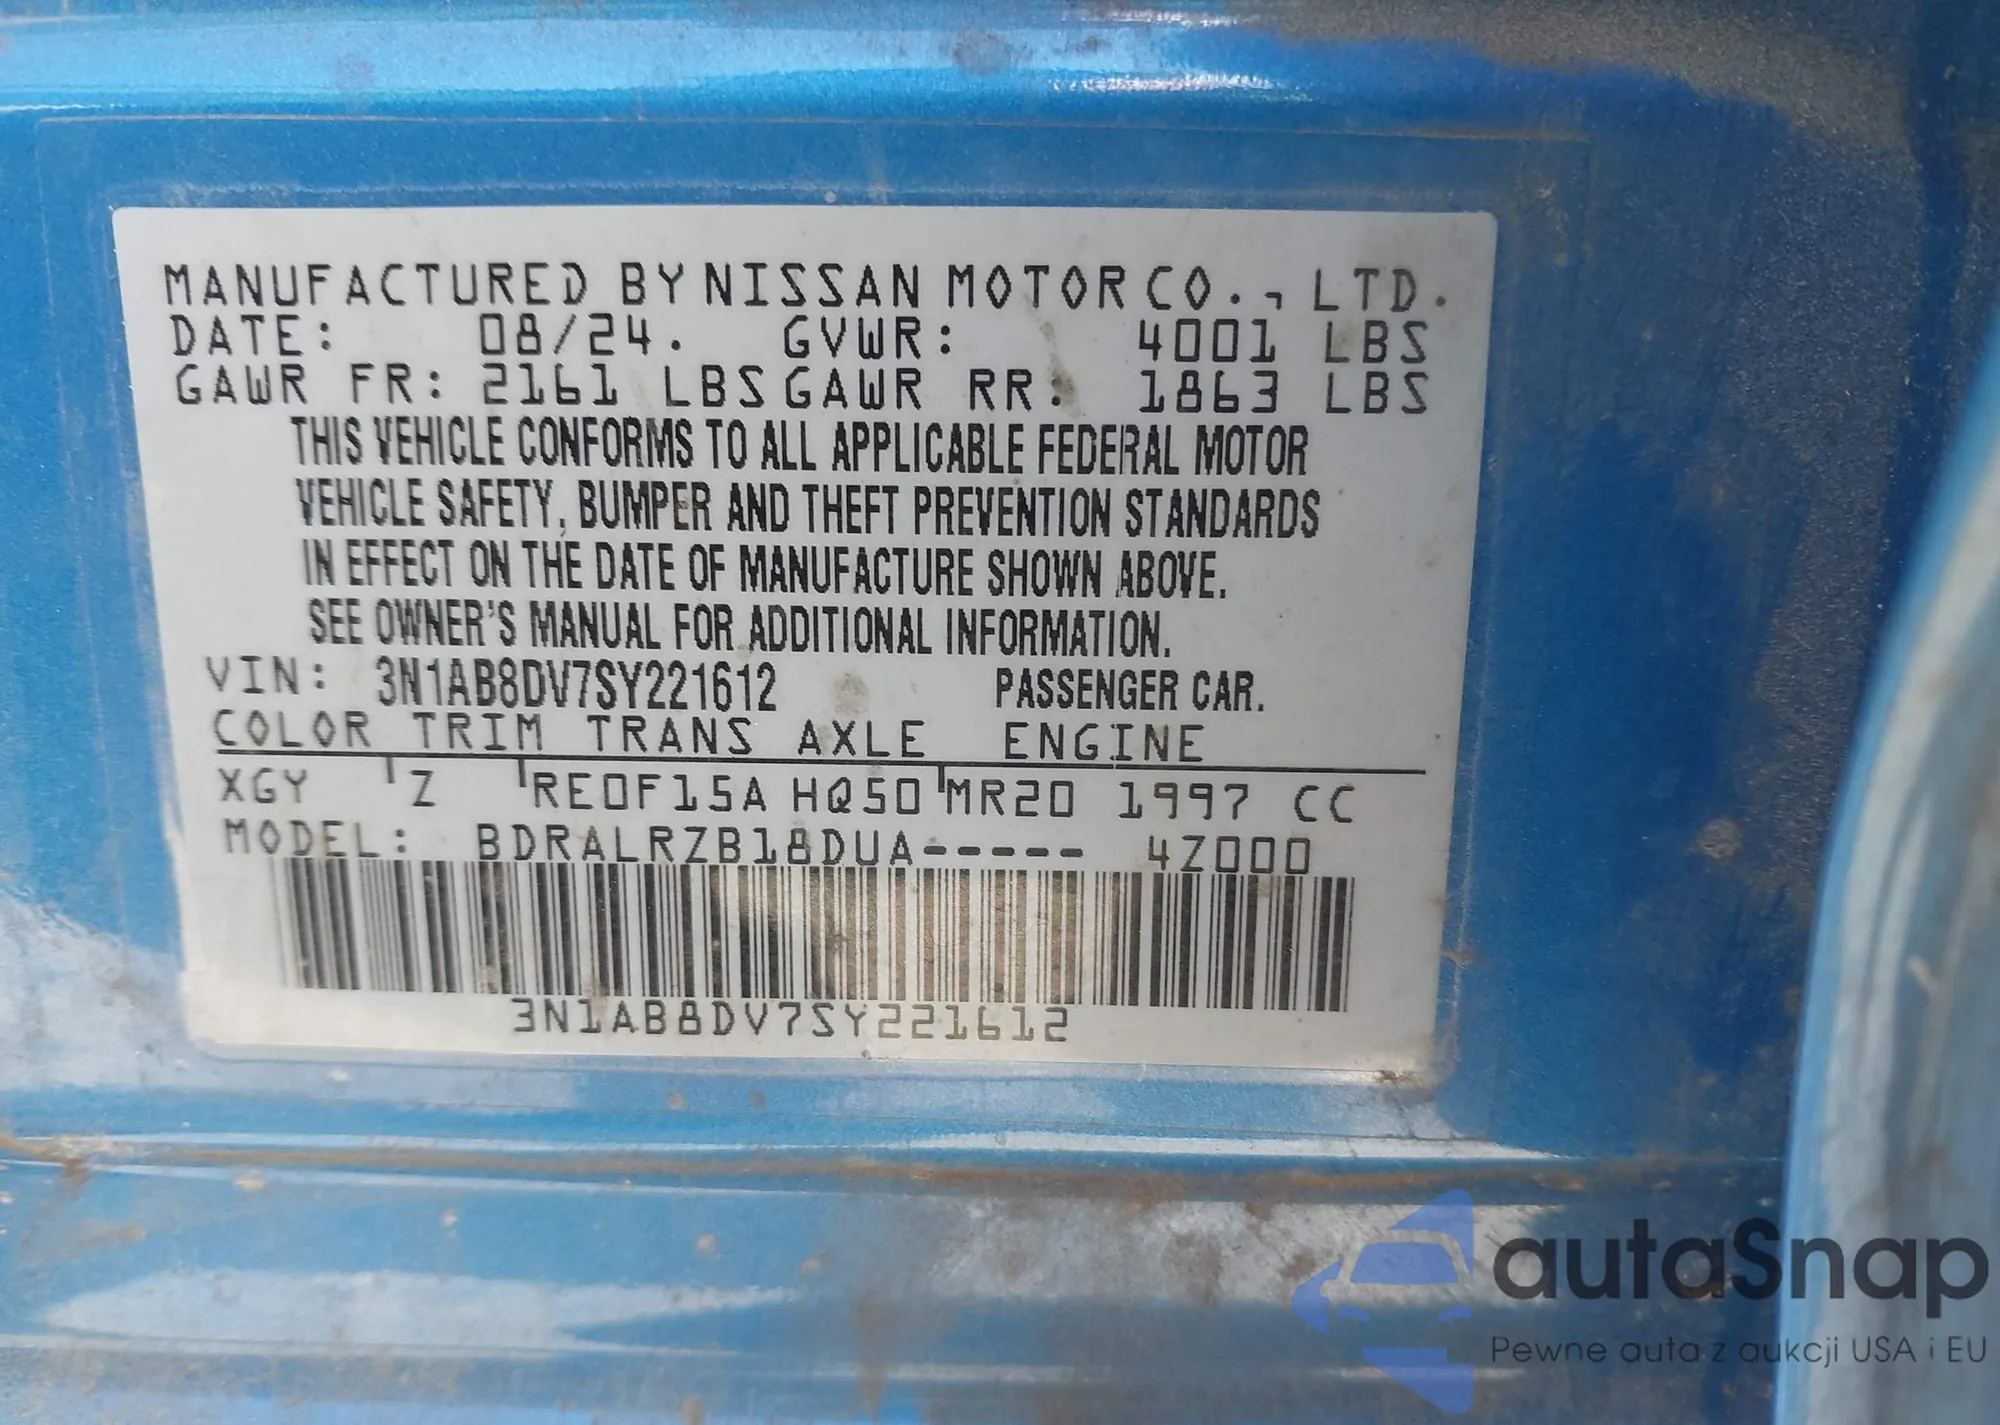 MANUFACTURED BY NISSAN MOTOR CO., LTD.
DATE: 08/24. GVWR: 4001 LBS
GAWR FR: 2161 LBS GAWR RR: 1863 LBS
THIS VEHICLE CONFORMS TO ALL APPLICABLE FEDERAL MOTOR
VEHICLE SAFETY, BUMPER AND THEFT PREVENTION STANDARDS
IN EFFECT ON THE DATE OF MANUFACTURE SHOWN ABOVE.
SEE OWNER'S MANUAL FOR ADDITIONAL INFORMATION.
VIN: 3N1AB8DV7SY221612 PASSENGER CAR.
COLOR TRIM TRANS AXLE ENGINE
XGY Z RE0F15A HQ50 MR20 1997 CC
MODEL: BDRALRZB18DUA----- 4Z000
3N1AB8DV7SY221612
autaSnap
Pewne auta z aukcji USA i EU